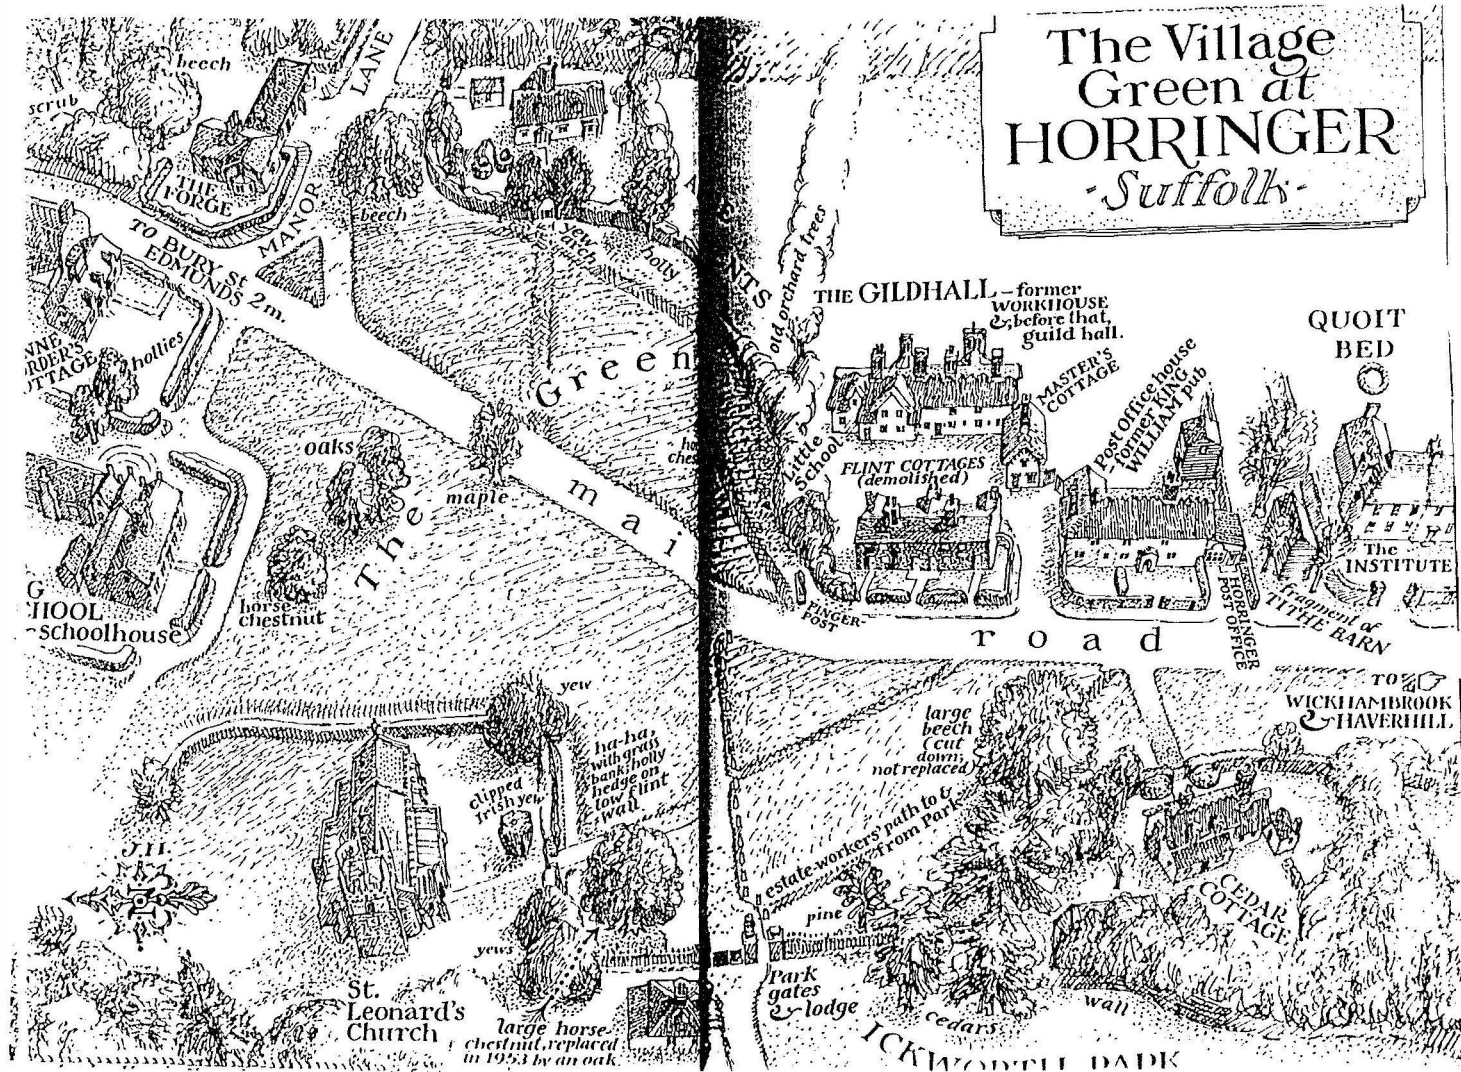 The Village
Green at
HORRINGER
-Suffolk-
beech
scrub
LANE
THE
FORGE
MANOR
beech
TO BURY St
EDMUNDS 2m.
yew
arch
holly
hollies
Green
oaks
maple
The
mai
horse-
chestnut
schoolhouse
old orchard trees
THE GILDHALL - former
WORKHOUSE
&, before that,
guild hall.
MASTER'S
COTTAGE
Post Office house
- former KING
WILLIAM pub
QUOIT
BED
Little
School
FLINT COTTAGES
(demolished)
The
INSTITUTE
FINGER-
POST
HORRINGER
POST OFFICE
fragment of
TITHE BARN
road
TO
WICKHAMBROOK
& HAVERHILL
yew
ha-ha,
with grass
bank; holly
hedge on
low flint
wall
clipped
Irish yew
large
beech
(cut
down;
not replaced)
estate-workers' path to &
from Park
J.H.
CEDAR
COTTAGE
pine
yews
St.
Leonard's
Church
large horse-
chestnut, replaced
in 1953 by an oak
Park
gates
& lodge
cedars
wall
ICKWORTH PARK